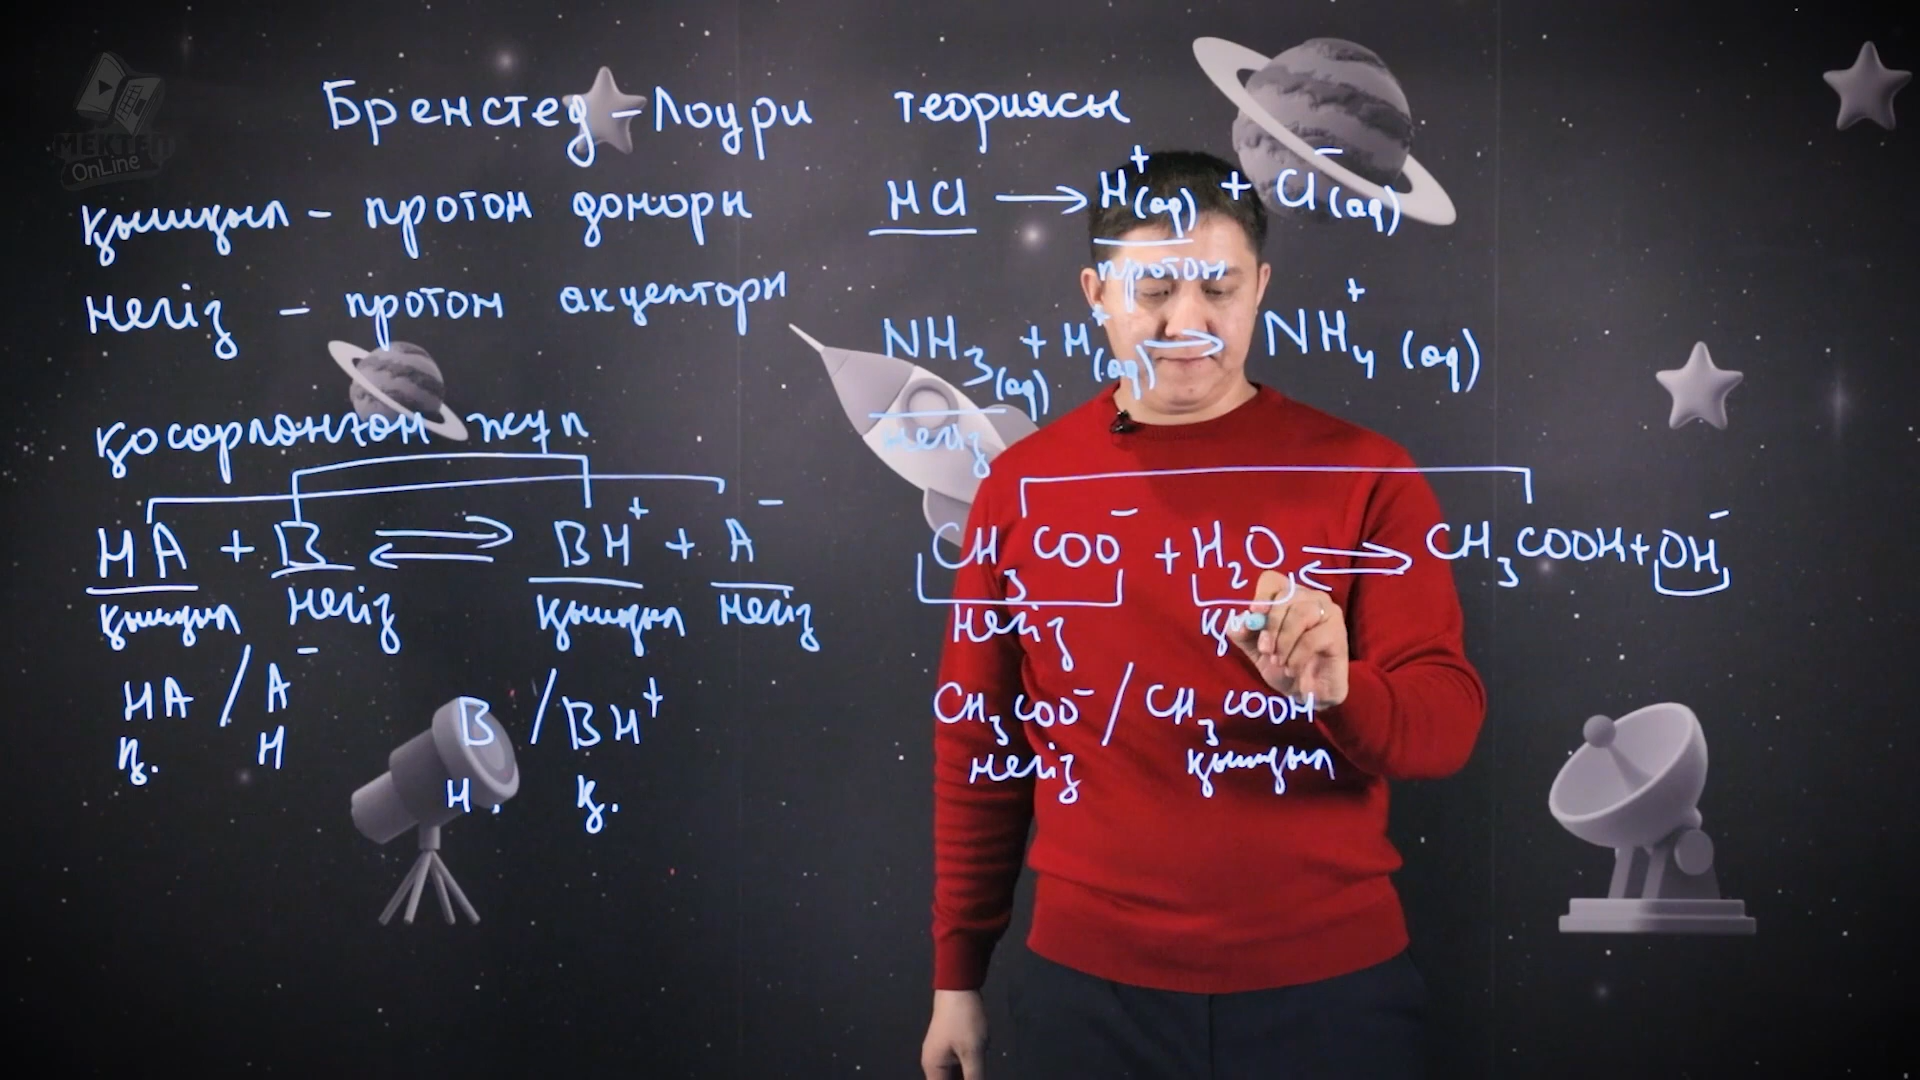 МЕКТЕП
OnLine
Бренстед-Лоури теориясы
қышқыл - протон доноры
негіз - протон акцепторы
қосарланған жұп
HA + B ⇌ BH⁺ + A⁻
қышқыл негіз қышқыл негіз
HA / A⁻ B / BH⁺
қ. н н. қ.
HCl → H⁺(aq) + Cl⁻(aq)
протон
NH₃(aq) + H⁺(aq) → NH₄⁺(aq)
негіз
CH₃COO⁻ + H₂O ⇌ CH₃COOH + OH⁻
негіз қы
CH₃COO⁻ / CH₃COOH
негіз қышқыл